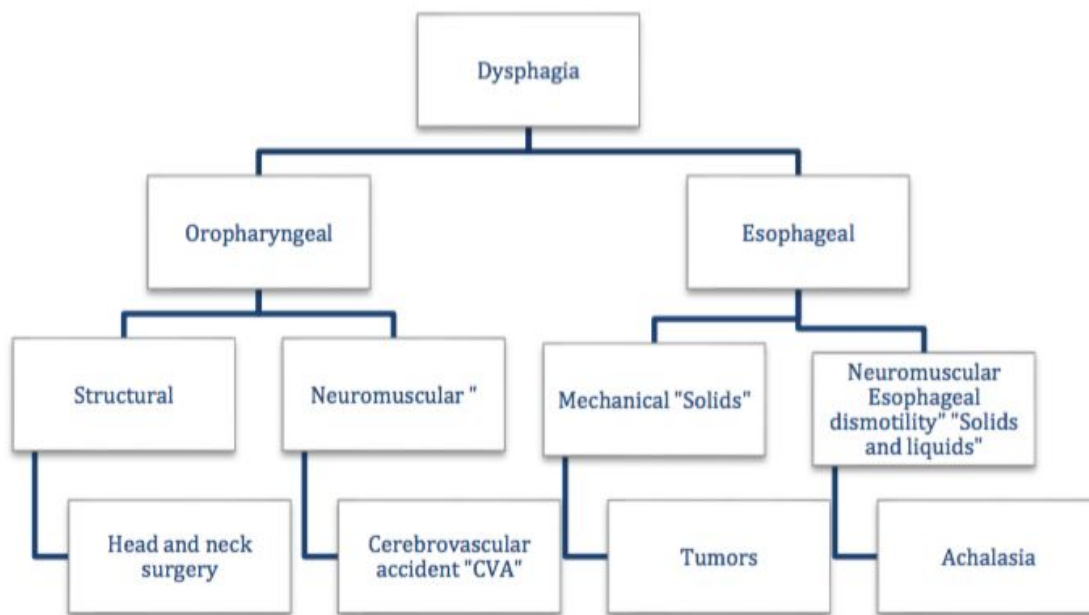 Dysphagia
Oropharyngeal
Esophageal
Structural
Neuromuscular "
Mechanical "Solids"
Neuromuscular
Esophageal
dismotility" "Solids
and liquids"
Head and neck
surgery
Cerebrovascular
accident "CVA"
Tumors
Achalasia